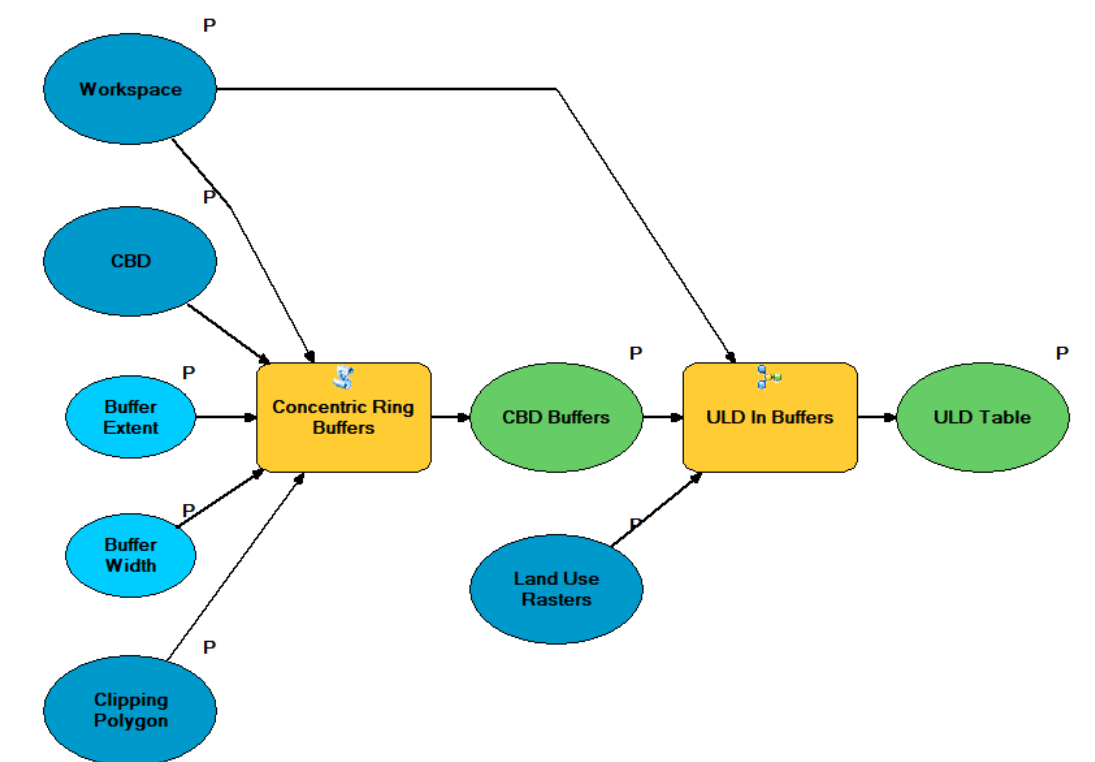 P
Workspace
P
CBD
P
Buffer
Extent
Concentric Ring
Buffers
P
CBD Buffers
ULD In Buffers
P
ULD Table
P
Buffer
Width
P
Land Use
Rasters
P
Clipping
Polygon